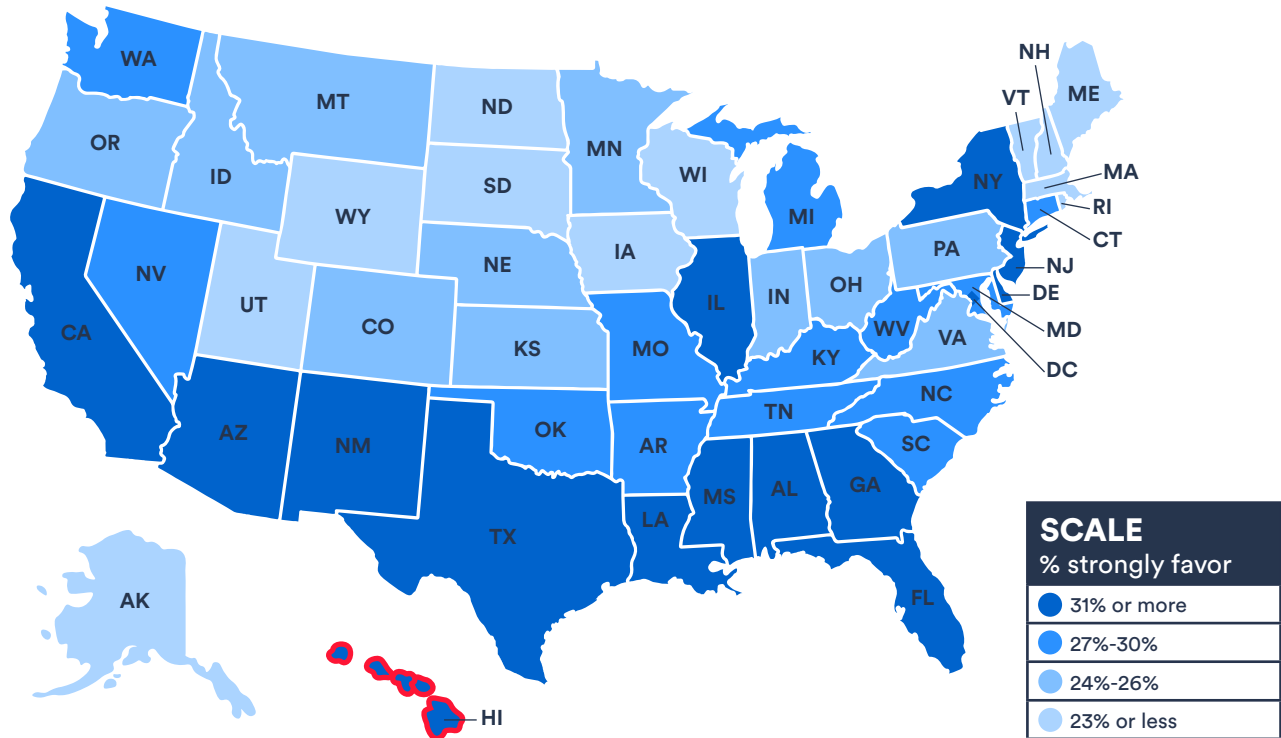 WA
OR
ID
MT
ND
MN
SD
WI
WY
NV
UT
CA
CO
NE
IA
KS
MO
IL
IN
OH
MI
PA
NY
VT
NH
ME
MA
RI
CT
NJ
DE
MD
DC
WV
VA
KY
TN
NC
SC
AZ
NM
OK
AR
TX
LA
MS
AL
GA
FL
AK
HI
SCALE
% strongly favor
31% or more
27%-30%
24%-26%
23% or less